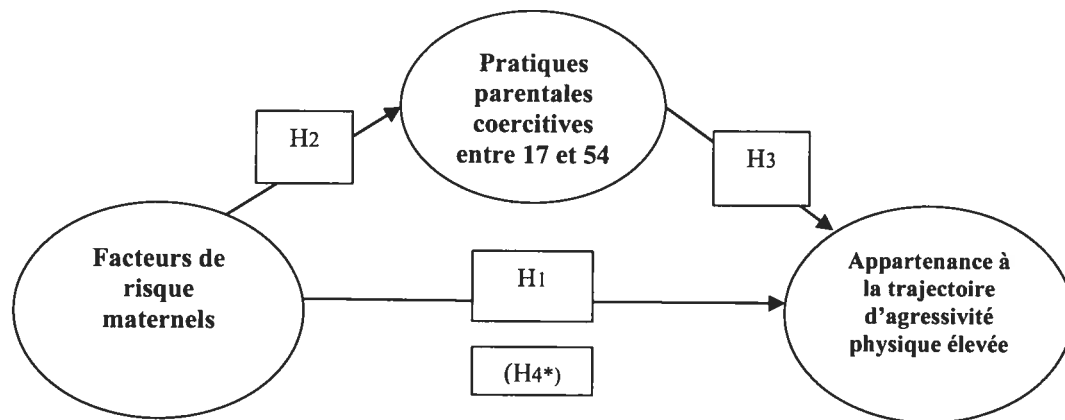 Pratiques
parentales
coercitives
entre 17 et 54
H2
H3
Facteurs de
risque
maternels
H1
(H4*)
Appartenance à
la trajectoire
d'agressivité
physique élevée